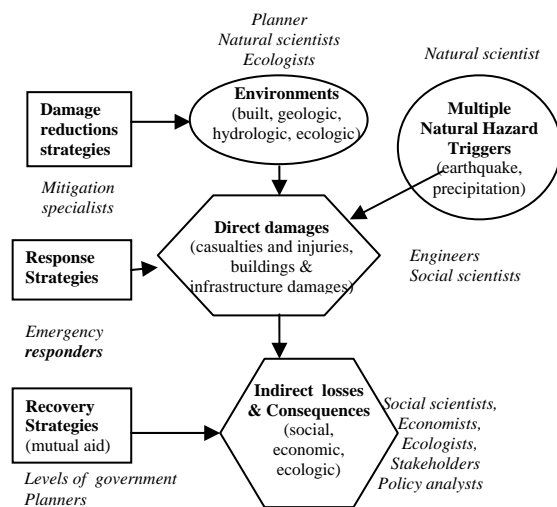 Planner
Natural scientists
Ecologists
Natural scientist
Environments
(built, geologic,
hydrologic, ecologic)
Damage
reductions
strategies
Multiple
Natural Hazard
Triggers
(earthquake,
precipitation)
Mitigation
specialists
Direct damages
(casualties and injuries,
buildings &
infrastructure damages)
Response
Strategies
Engineers
Social scientists
Emergency
responders
Indirect losses
& Consequences
(social,
economic,
ecologic)
Recovery
Strategies
(mutual aid)
Social scientists,
Economists,
Ecologists,
Stakeholders
Policy analysts
Levels of government
Planners